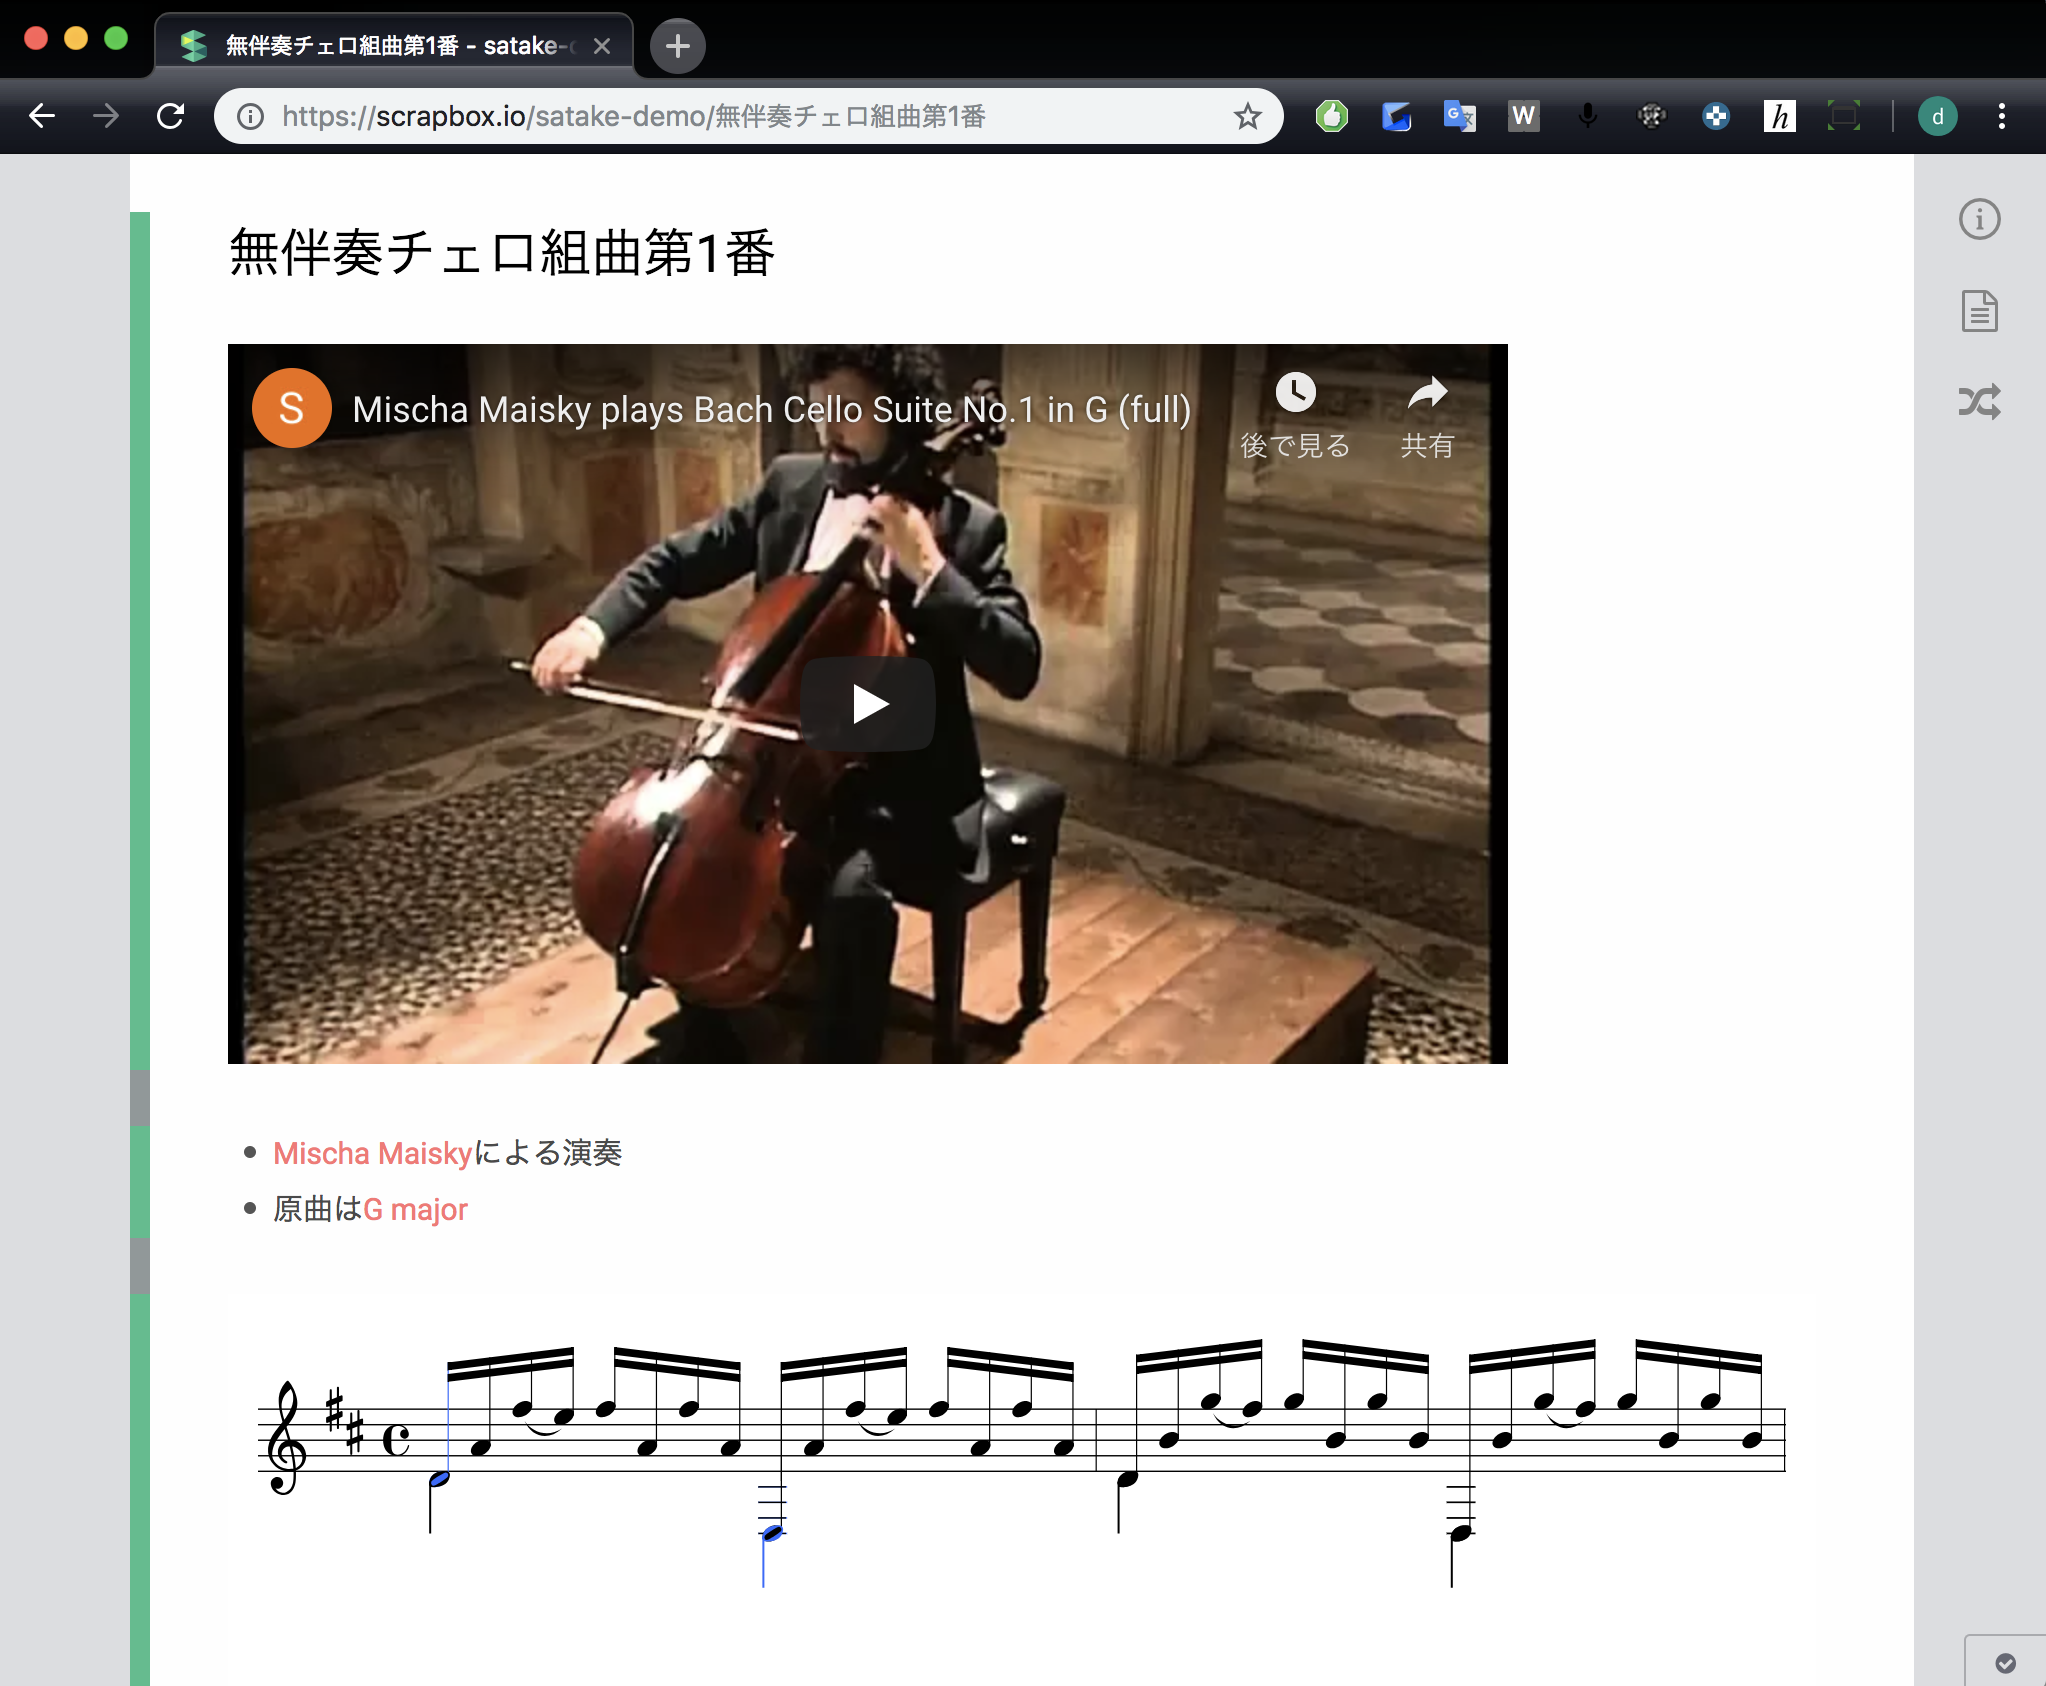 無伴奏チェロ組曲第1番 - satake-
https://scrapbox.io/satake-demo/無伴奏チェロ組曲第1番
W
h
d
無伴奏チェロ組曲第1番
S
Mischa Maisky plays Bach Cello Suite No.1 in G (full)
後で見る
共有
Mischa Maiskyによる演奏
原曲はG major